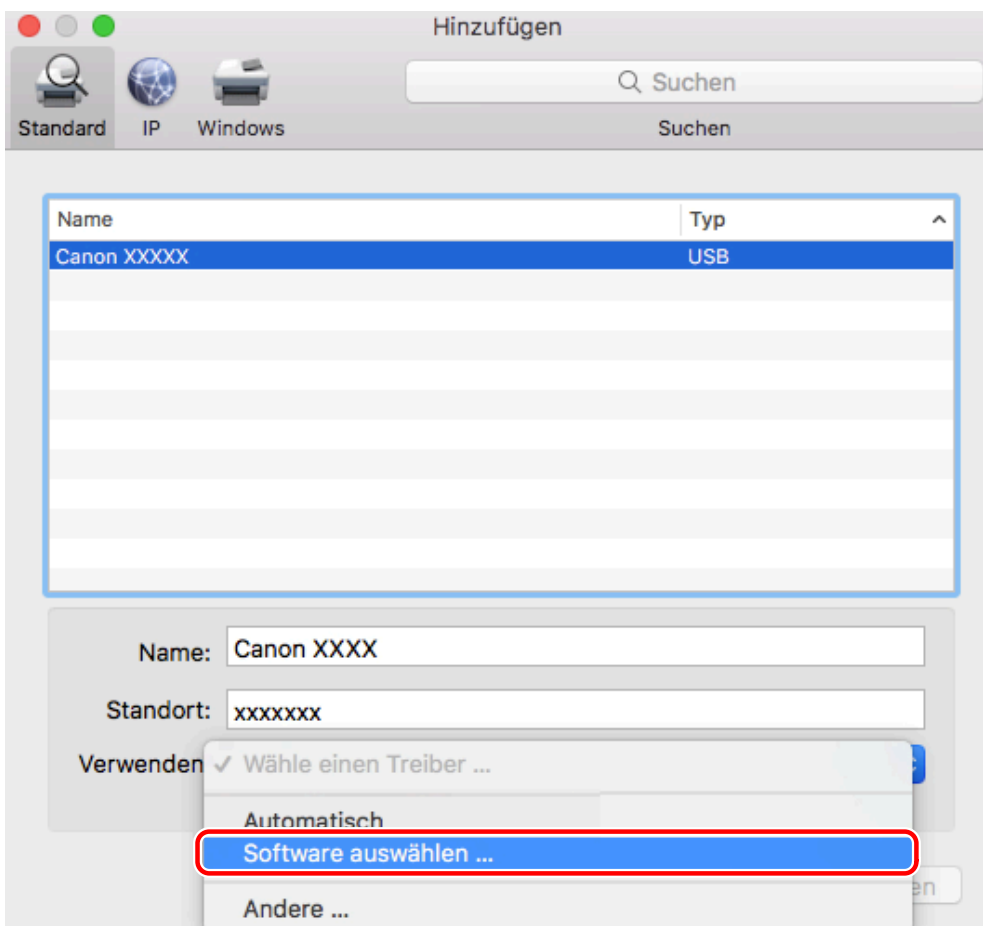 Hinzufügen
Suchen
Standard IP Windows Suchen
Name Typ
Canon XXXXX USB
Name: Canon XXXX
Standort: xxxxxxx
Verwenden ✓ Wähle einen Treiber ...
Automatisch
Software auswählen ...
Andere ...